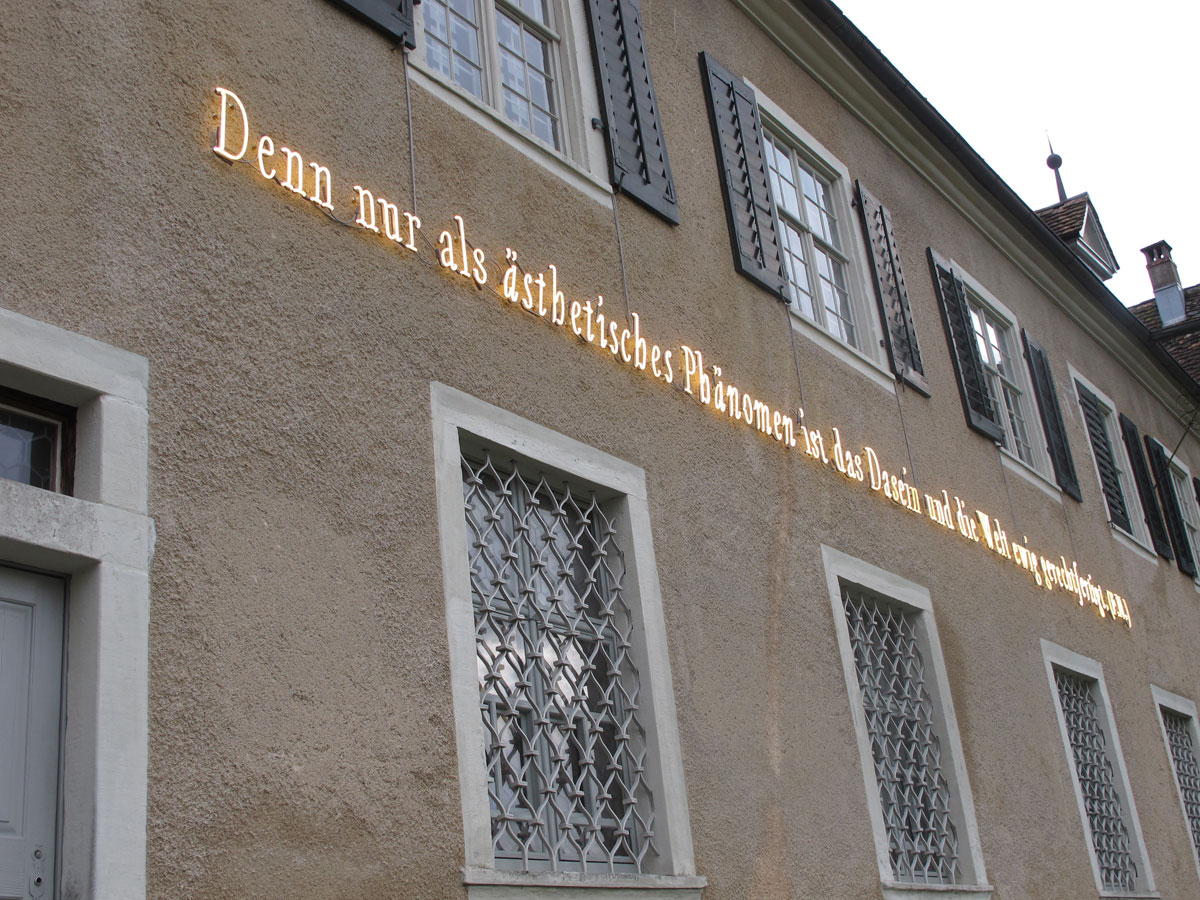 Denn nur als ästhetisches Phänomen ist das Dasein und die Welt ewig gerechtfertigt. (F.N.)